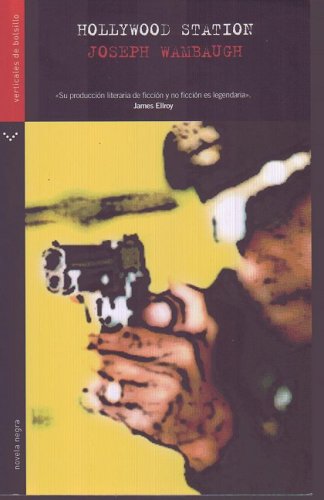 HOLLYWOOD STATION
JOSEPH WAMBAUGH
«Su producción literaria de ficción y no ficción es legendaria».
James Ellroy
verticales de bolsillo
novela negra